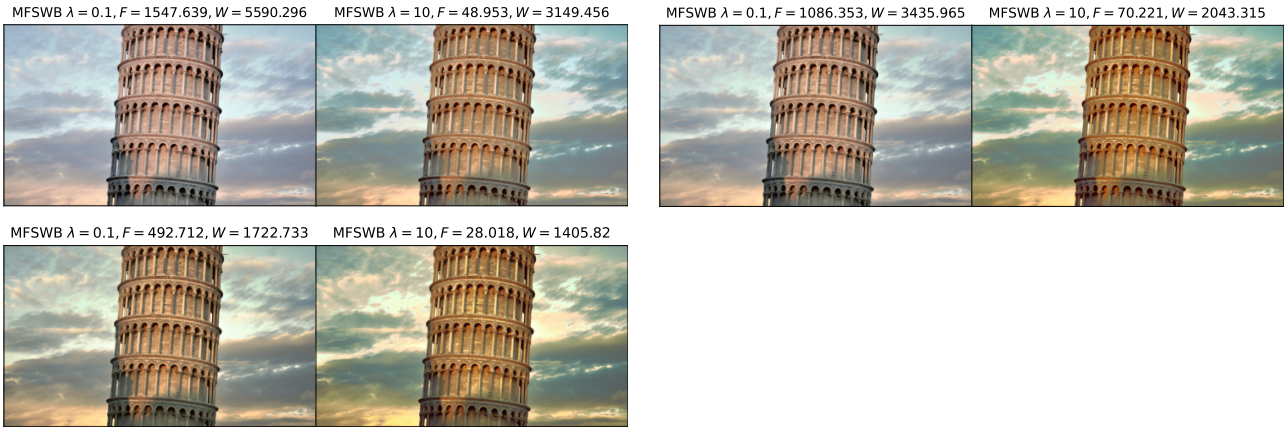 MFSWB λ = 0.1, F = 1547.639, W = 5590.296
MFSWB λ = 10, F = 48.953, W = 3149.456
MFSWB λ = 0.1, F = 1086.353, W = 3435.965
MFSWB λ = 10, F = 70.221, W = 2043.315
MFSWB λ = 0.1, F = 492.712, W = 1722.733
MFSWB λ = 10, F = 28.018, W = 1405.82